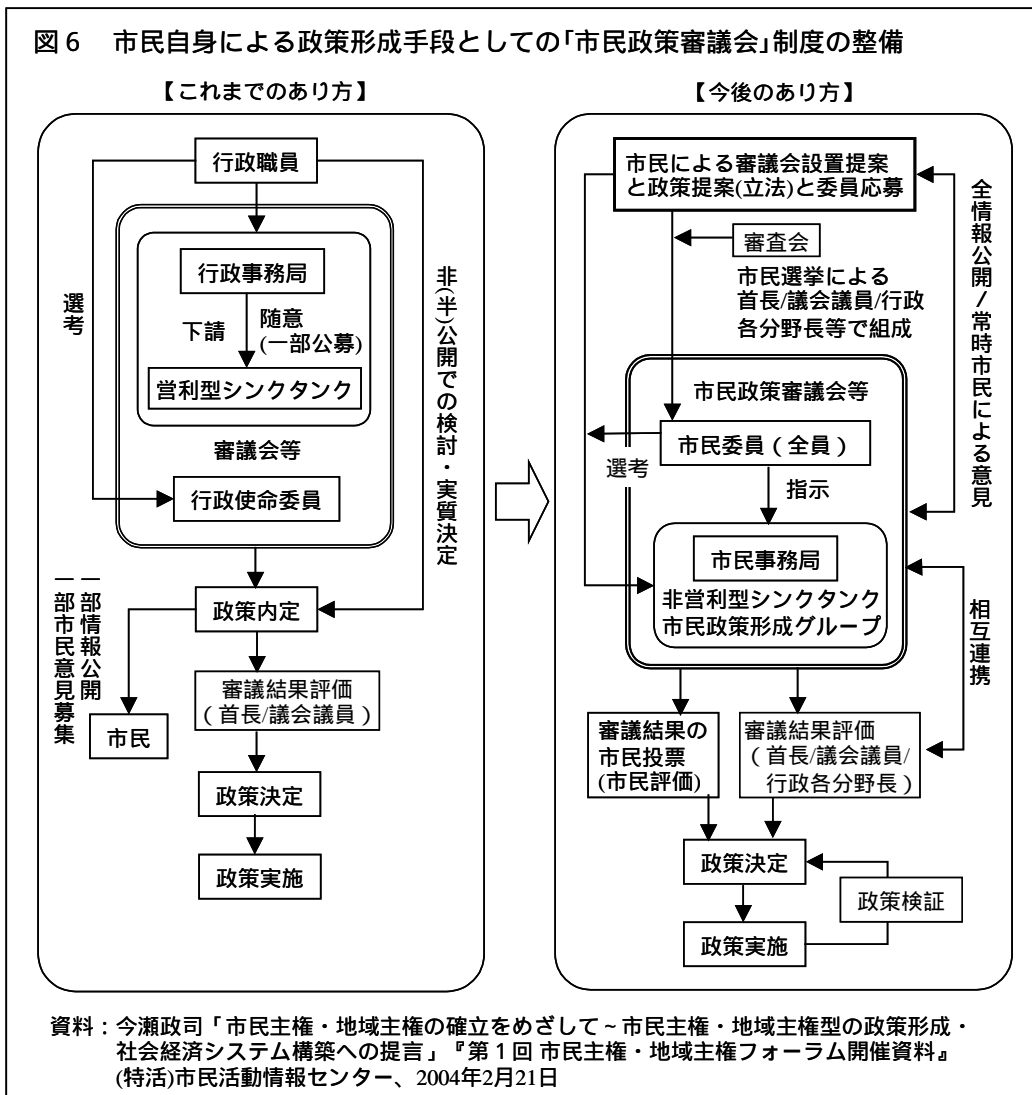 図6 市民自身による政策形成手段としての「市民政策審議会」制度の整備
【これまでのあり方】
行政職員
選考
行政事務局
下請
随意
(一部公募)
営利型シンクタンク
審議会等
行政使命委員
非(半)公開での検討・実質決定
政策内定
一部情報公開
一部市民意見募集
市民
審議結果評価
(首長/議会議員)
政策決定
政策実施
【今後のあり方】
市民による審議会設置提案
と政策提案(立法)と委員応募
審査会
市民選挙による
首長/議会議員/行政
各分野長等で組成
全情報公開/常時市民による意見
市民政策審議会等
市民委員(全員)
選考
指示
市民事務局
非営利型シンクタンク
市民政策形成グループ
相互連携
審議結果の
市民投票
(市民評価)
審議結果評価
(首長/議会議員/
行政各分野長)
政策決定
政策検証
政策実施
資料:今瀬政司「市民主権・地域主権の確立をめざして~市民主権・地域主権型の政策形成・
社会経済システム構築への提言」『第1回 市民主権・地域主権フォーラム開催資料』
(特活)市民活動情報センター、2004年2月21日